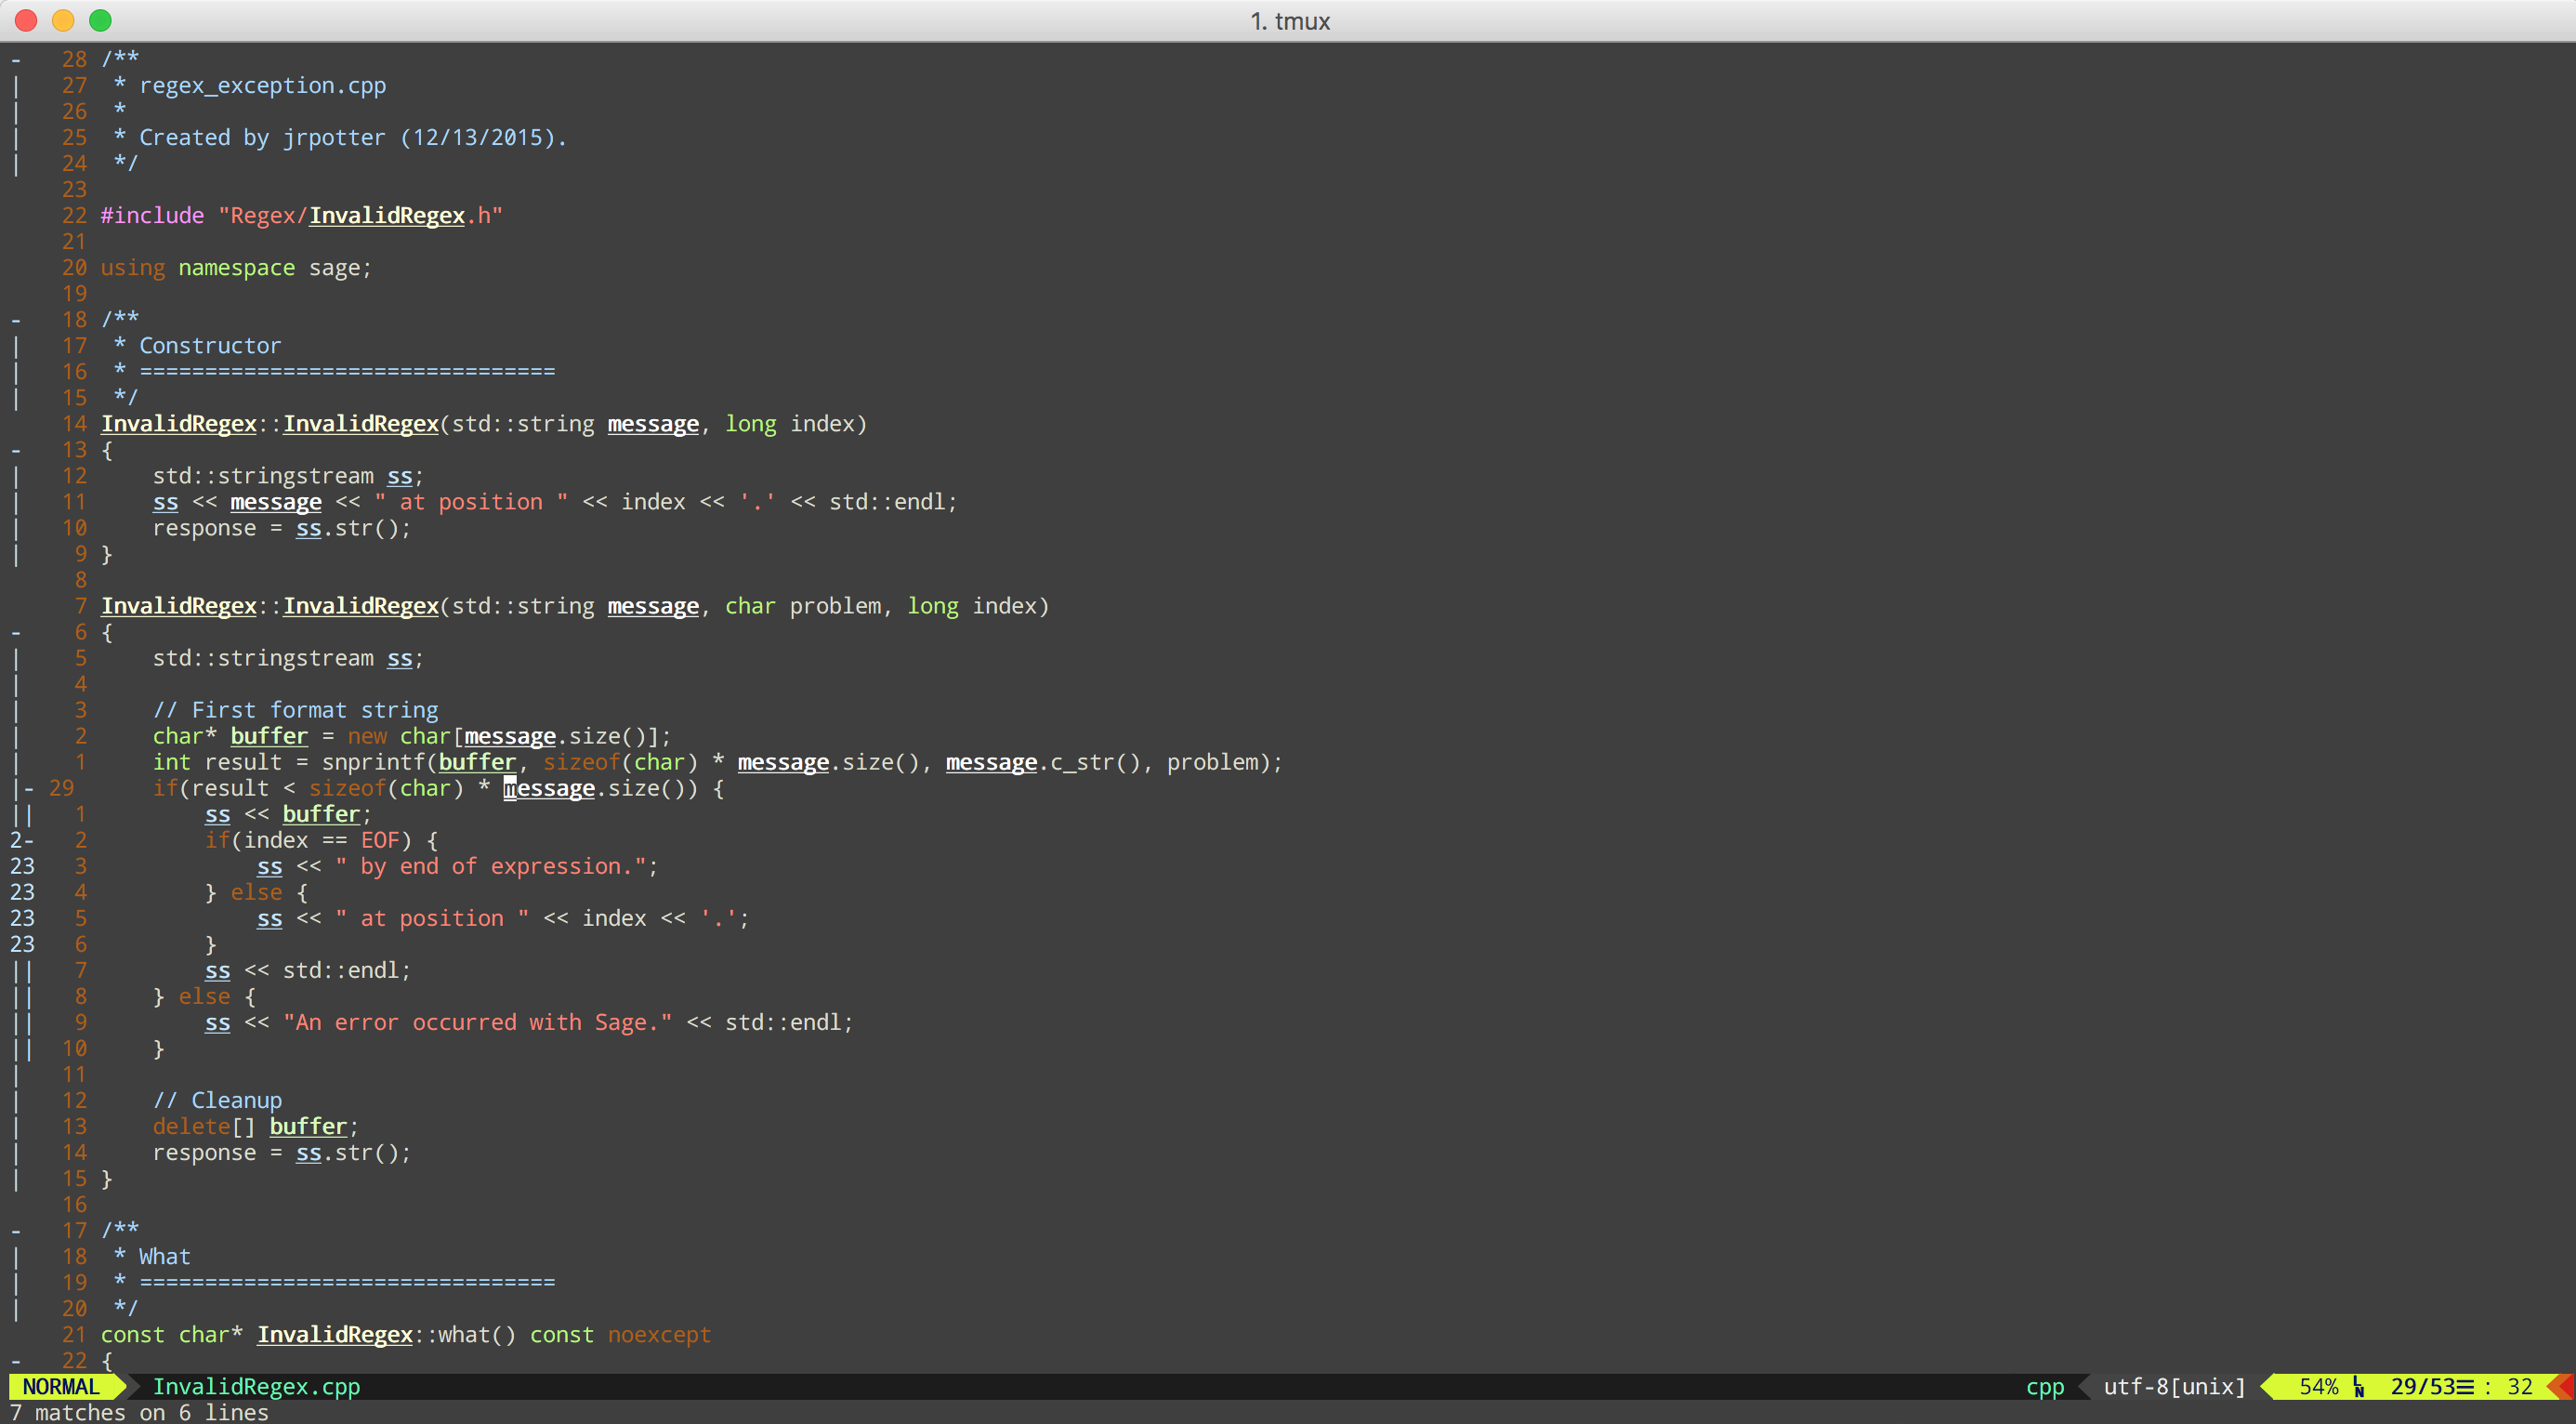 1. tmux
- 28 /**
| 27  * regex_exception.cpp
| 26  *
| 25  * Created by jrpotter (12/13/2015).
| 24  */
23
22 #include "Regex/InvalidRegex.h"
21
20 using namespace sage;
19
- 18 /**
| 17  * Constructor
| 16  * ================================
| 15  */
14 InvalidRegex::InvalidRegex(std::string message, long index)
- 13 {
| 12     std::stringstream ss;
| 11     ss << message << " at position " << index << '.' << std::endl;
| 10     response = ss.str();
| 9 }
8
7 InvalidRegex::InvalidRegex(std::string message, char problem, long index)
- 6 {
| 5     std::stringstream ss;
| 4
| 3     // First format string
| 2     char* buffer = new char[message.size()];
| 1     int result = snprintf(buffer, sizeof(char) * message.size(), message.c_str(), problem);
|- 29     if(result < sizeof(char) * message.size()) {
|| 1         ss << buffer;
2- 2         if(index == EOF) {
23 3             ss << " by end of expression.";
23 4         } else {
23 5             ss << " at position " << index << '.';
23 6         }
|| 7         ss << std::endl;
|| 8     } else {
|| 9         ss << "An error occurred with Sage." << std::endl;
|| 10     }
| 11
| 12     // Cleanup
| 13     delete[] buffer;
| 14     response = ss.str();
| 15 }
16
- 17 /**
| 18  * What
| 19  * ================================
| 20  */
21 const char* InvalidRegex::what() const noexcept
- 22 {
NORMAL InvalidRegex.cpp cpp utf-8[unix] 54% LN 29/53≡ : 32
7 matches on 6 lines